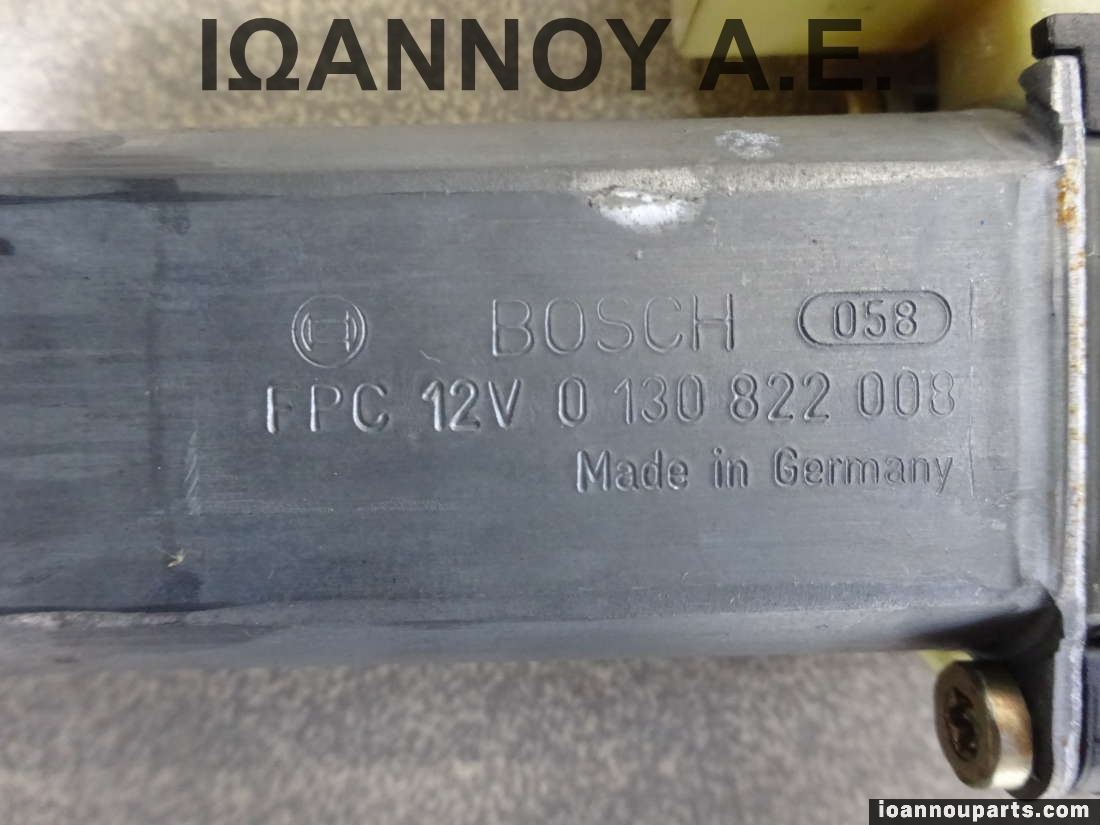 ΙΩΑΝΝΟΥ Α.Ε.
BOSCH 058
FPC 12V 0 130 822 008
Made in Germany
ioannouparts.com